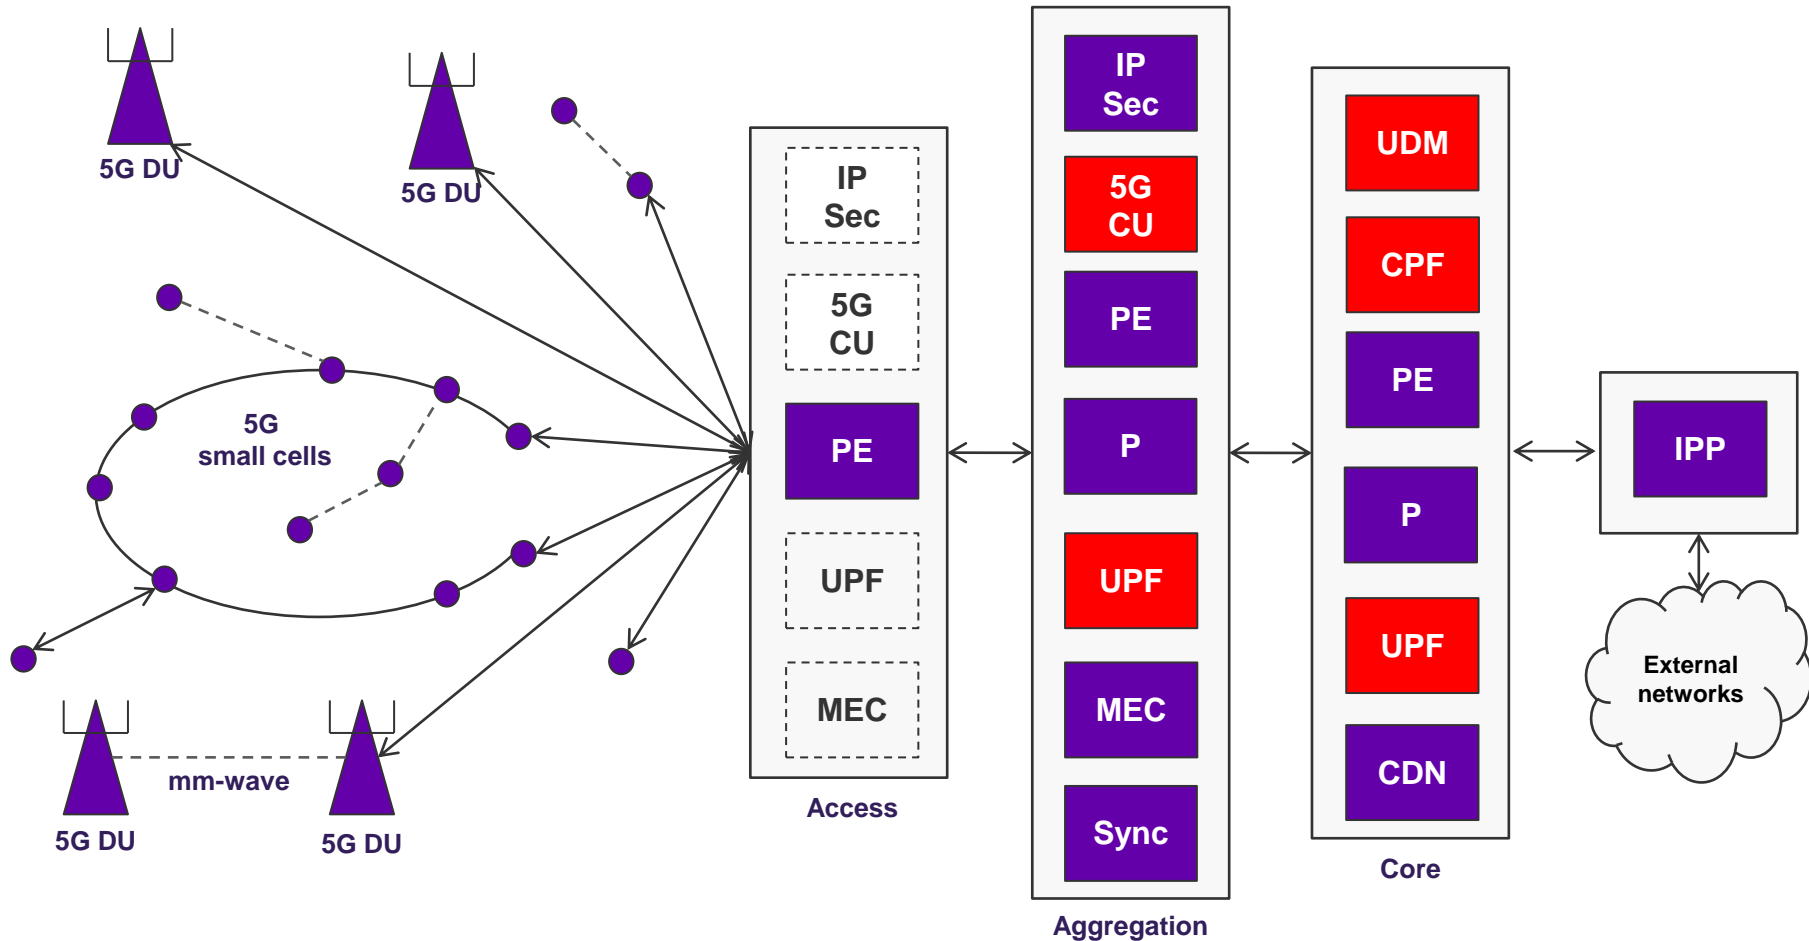 5G DU
5G DU
5G
small cells
mm-wave
5G DU
5G DU
IP
Sec
5G
CU
PE
UPF
MEC
Access
IP
Sec
5G
CU
PE
P
UPF
MEC
Sync
Aggregation
UDM
CPF
PE
P
UPF
CDN
Core
IPP
External
networks